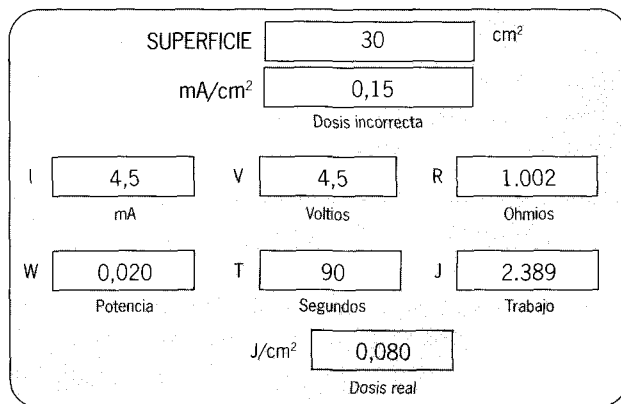 SUPERFICIE 30 cm²
mA/cm² 0,15
Dosis incorrecta
I 4,5 V 4,5 R 1.002
mA Voltios Ohmios
W 0,020 T 90 J 2.389
Potencia Segundos Trabajo
J/cm² 0,080
Dosis real